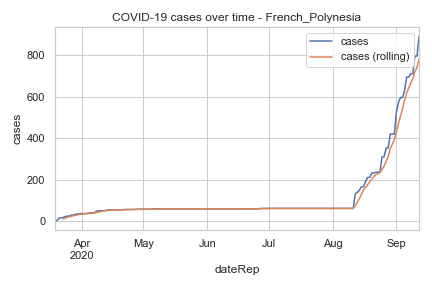 COVID-19 cases over time - French_Polynesia
cases
cases (rolling)
cases
800
600
400
200
0
Apr
2020
May
Jun
Jul
Aug
Sep
dateRep